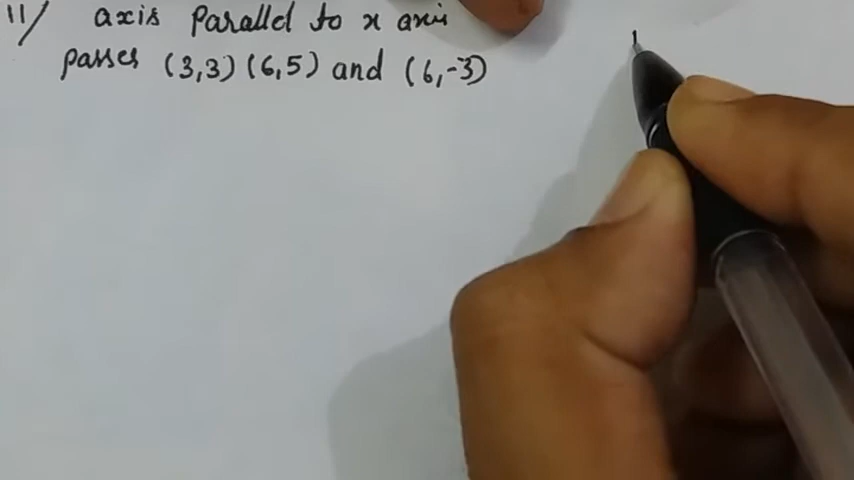 11/ axis parallel to x axis
passes (3,3) (6,5) and (6,-3)